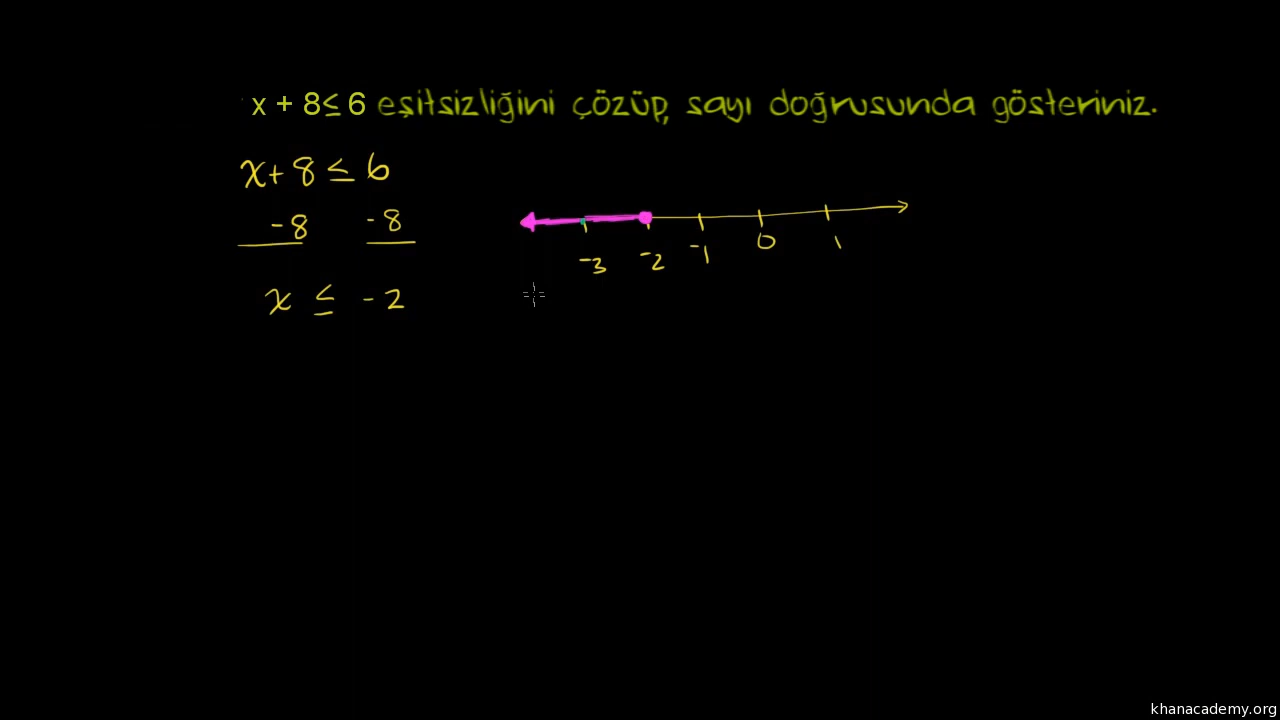 x + 8≤ 6 eşitsizliğini çözüp, sayı doğrusunda gösteriniz.
x+ 8 ≤ 6
-8 -8
x ≤ -2
-3 -2 -1 0 1
khanacademy.org